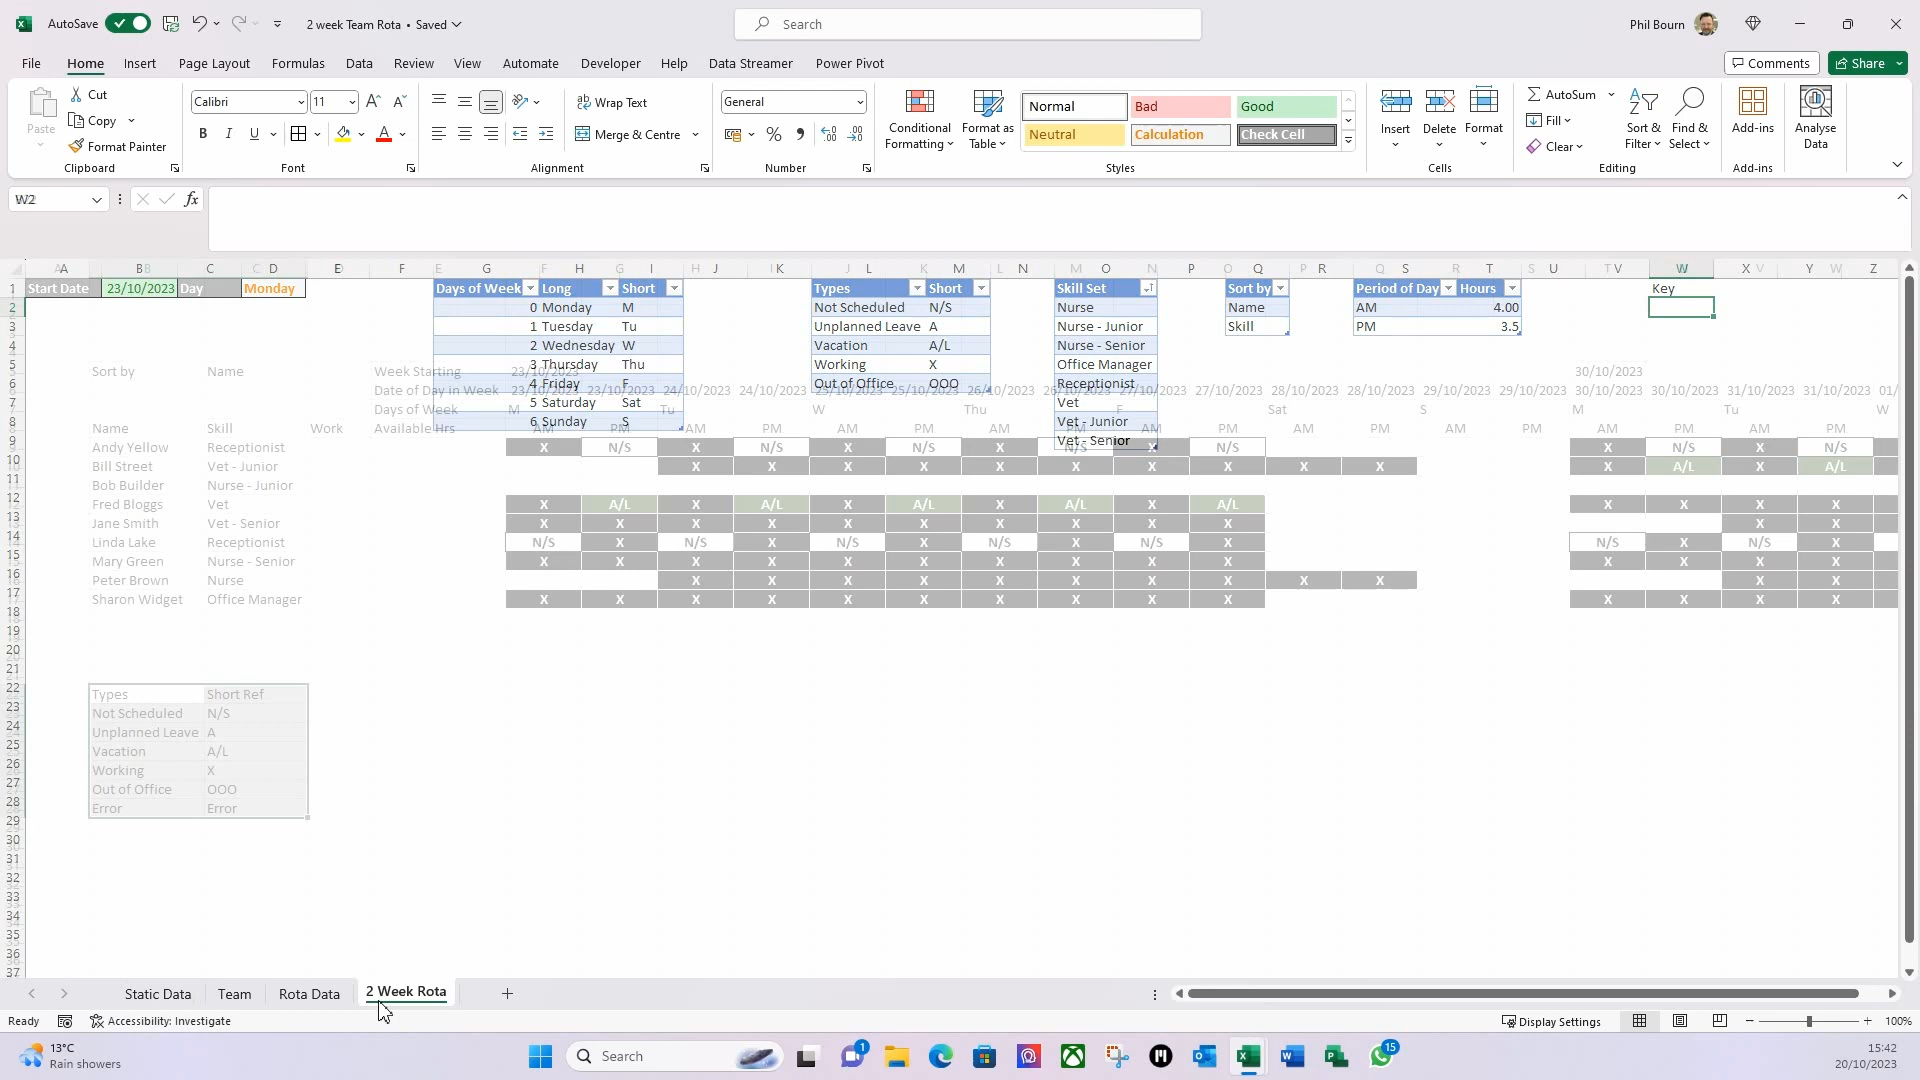 AutoSave
2 week Team Rota • Saved
Search
Phil Bourn
File Home Insert Page Layout Formulas Data Review View Automate Developer Help Data Streamer Power Pivot
Comments Share
Paste
Cut
Copy
Format Painter
Clipboard
Calibri 11
B I U
Font
Wrap Text
Merge & Centre
Alignment
General
Number
Conditional Formatting
Format as Table
Normal Bad Good
Neutral Calculation Check Cell
Styles
Insert Delete Format
Cells
AutoSum
Fill
Clear
Sort & Filter
Find & Select
Editing
Add-ins
Add-ins
Analyse Data
W2
fx
Start Date 23/10/2023 Day Monday
Days of Week Long Short
0 Monday M
1 Tuesday Tu
2 Wednesday W
3 Thursday Thu
4 Friday F
5 Saturday Sat
6 Sunday S
Types Short
Not Scheduled N/S
Unplanned Leave A
Vacation A/L
Working X
Out of Office OOO
Skill Set
Nurse
Nurse - Junior
Nurse - Senior
Office Manager
Receptionist
Vet
Vet - Junior
Vet - Senior
Sort by
Name
Skill
Period of Day Hours
AM 4.00
PM 3.5
Key
Sort by Name Week Starting 23/10/2023 30/10/2023
Date of Day in Week 23/10/2023 23/10/2023 24/10/2023 24/10/2023 25/10/2023 25/10/2023 26/10/2023 26/10/2023 27/10/2023 27/10/2023 28/10/2023 28/10/2023 29/10/2023 29/10/2023 30/10/2023 30/10/2023 31/10/2023 31/10/2023 01/
Days of Week M Tu W Thu F Sat S M Tu W
Name Skill Work Available Hrs AM PM AM PM AM PM AM PM AM PM AM PM AM PM AM PM AM PM
Andy Yellow Receptionist X N/S X N/S X N/S X N/S X N/S X N/S X N/S
Bill Street Vet - Junior X X X X X X X X X X X A/L X A/L
Bob Builder Nurse - Junior
Fred Bloggs Vet X A/L X A/L X A/L X A/L X A/L X X X X
Jane Smith Vet - Senior X X X X X X X X X X X X
Linda Lake Receptionist N/S X N/S X N/S X N/S X N/S X N/S X N/S X
Mary Green Nurse - Senior X X X X X X X X X X X X X X
Peter Brown Nurse X X X X X X X X X X X X
Sharon Widget Office Manager X X X X X X X X X X X X X X
Types Short Ref
Not Scheduled N/S
Unplanned Leave A
Vacation A/L
Working X
Out of Office OOO
Error Error
Static Data Team Rota Data 2 Week Rota
Ready Accessibility: Investigate Display Settings 100%
13°C
Rain showers
Search
1
15
15:42
20/10/2023